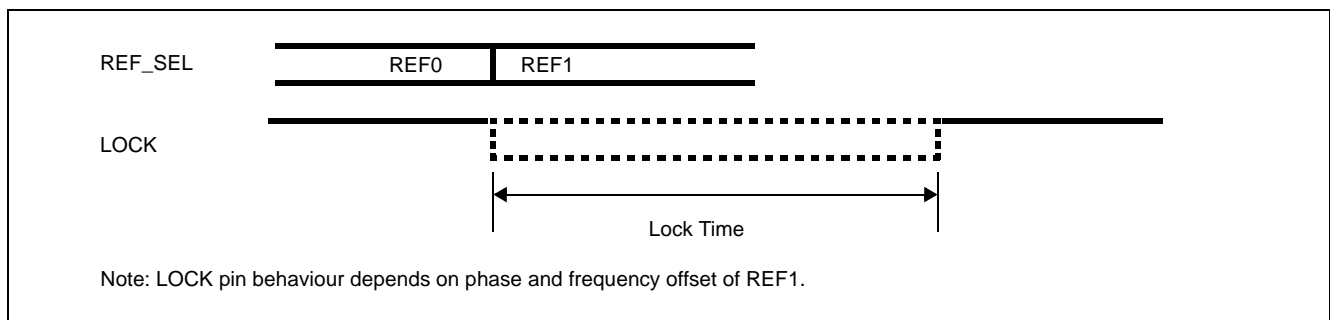 REF_SEL REF0 REF1
LOCK
Lock Time
Note: LOCK pin behaviour depends on phase and frequency offset of REF1.